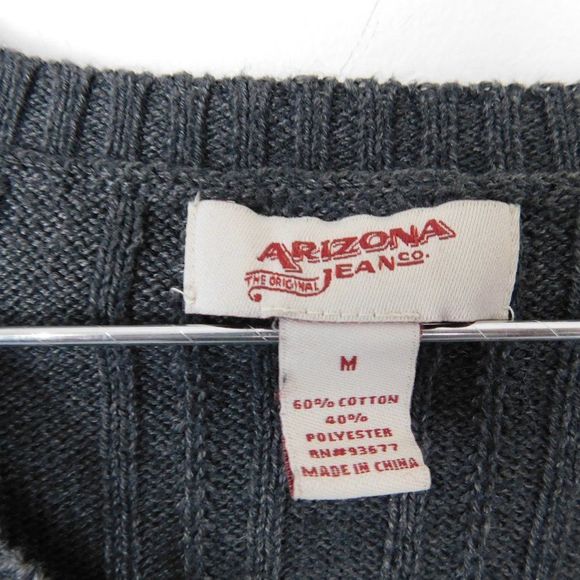 ARIZONA
JEAN CO.
THE ORIGINAL
M
60% COTTON
40%
POLYESTER
RN#93677
MADE IN CHINA